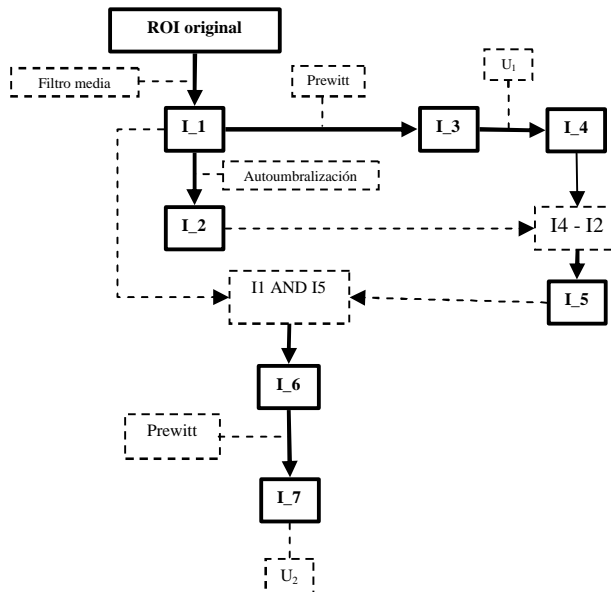 ROI original
Filtro media
Prewitt
U₁
I_1
I_3
I_4
Autoumbralización
I_2
I4 - I2
I1 AND I5
I_5
I_6
Prewitt
I_7
U₂